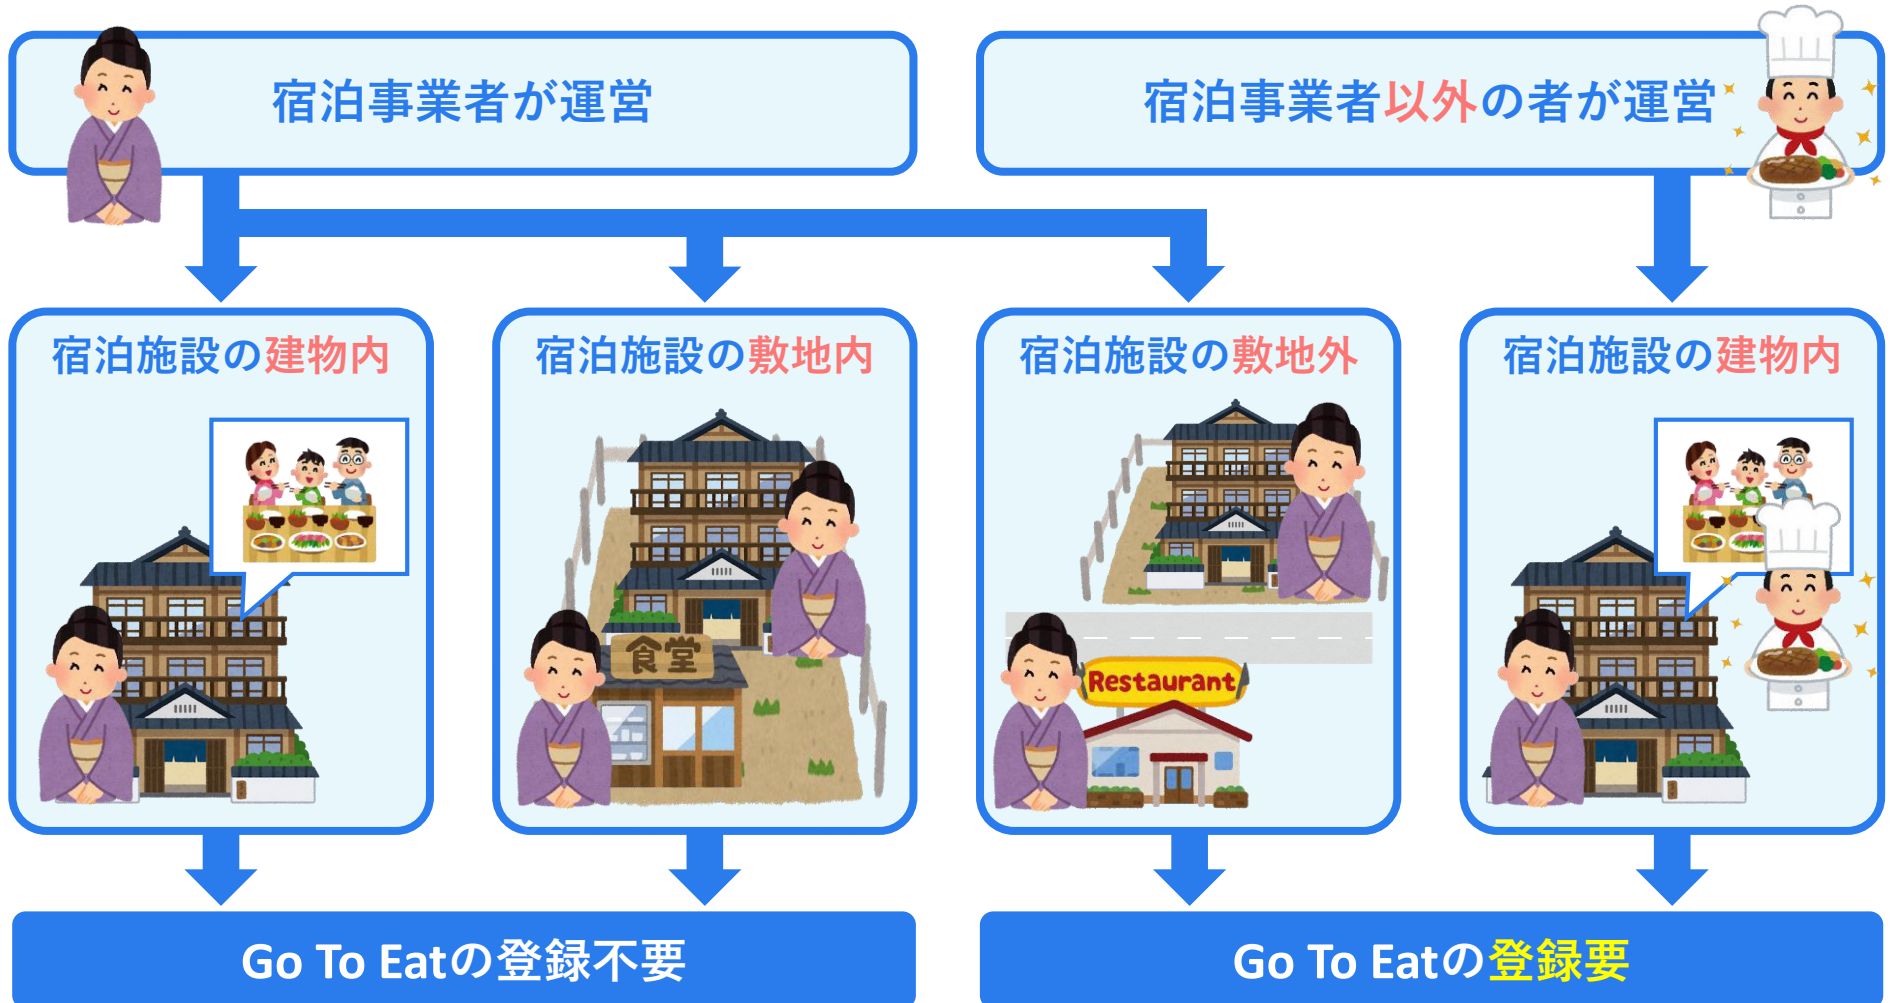 宿泊事業者が運営
宿泊事業者以外の者が運営
宿泊施設の建物内
宿泊施設の敷地内
宿泊施設の敷地外
宿泊施設の建物内
食堂
Restaurant
Go To Eatの登録不要
Go To Eatの登録要